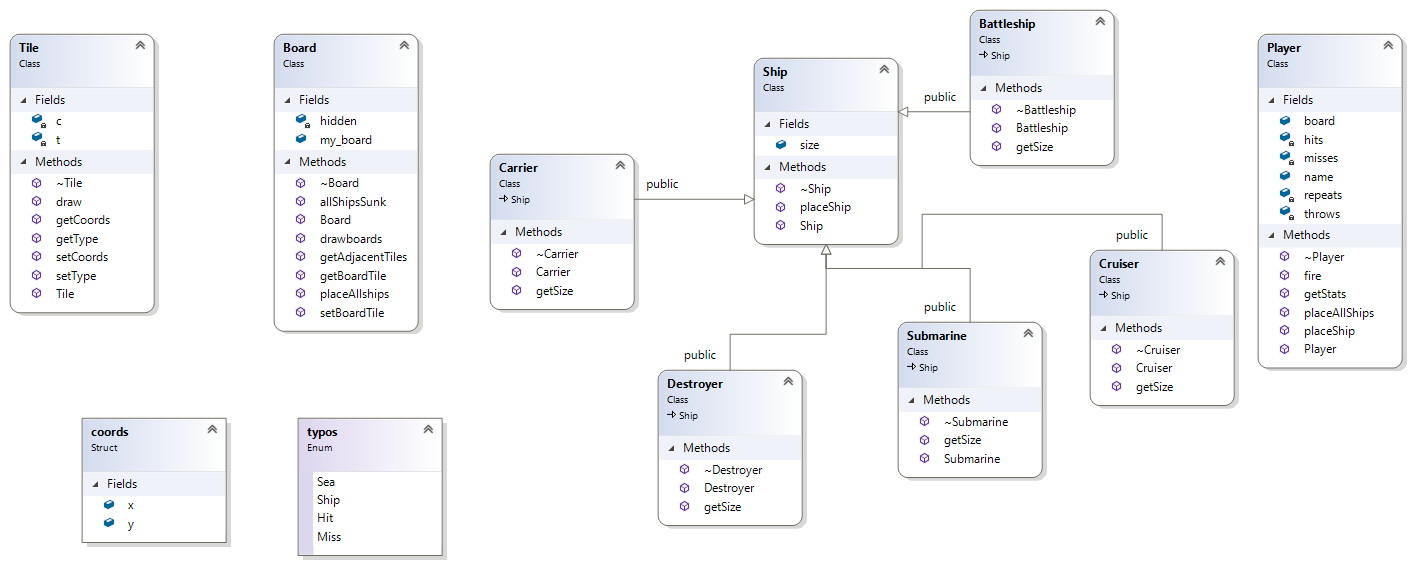 Tile
Class
Fields
c
t
Methods
~Tile
draw
getCoords
getType
setCoords
setType
Tile
Board
Class
Fields
hidden
my_board
Methods
~Board
allShipsSunk
Board
drawboards
getAdjacentTiles
getBoardTile
placeAllships
setBoardTile
Carrier
Class
Ship
Methods
~Carrier
Carrier
getSize
public
Ship
Class
Fields
size
Methods
~Ship
placeShip
Ship
public
Battleship
Class
Ship
Methods
~Battleship
Battleship
getSize
Player
Class
Fields
board
hits
misses
name
repeats
throws
Methods
~Player
fire
getStats
placeAllShips
placeShip
Player
public
Cruiser
Class
Ship
Methods
~Cruiser
Cruiser
getSize
public
Submarine
Class
Ship
Methods
~Submarine
getSize
Submarine
public
Destroyer
Class
Ship
Methods
~Destroyer
Destroyer
getSize
coords
Struct
Fields
x
y
typos
Enum
Sea
Ship
Hit
Miss